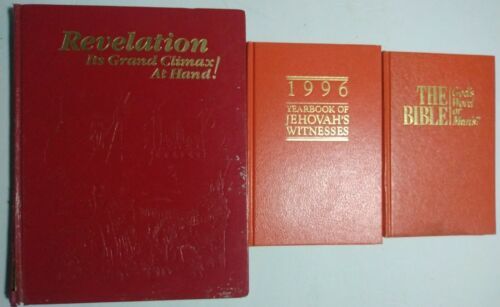 Revelation
Its Grand Climax
At Hand!
1996
YEARBOOK OF
JEHOVAH'S
WITNESSES
THE
BIBLE
God's
Word
or
Man's?